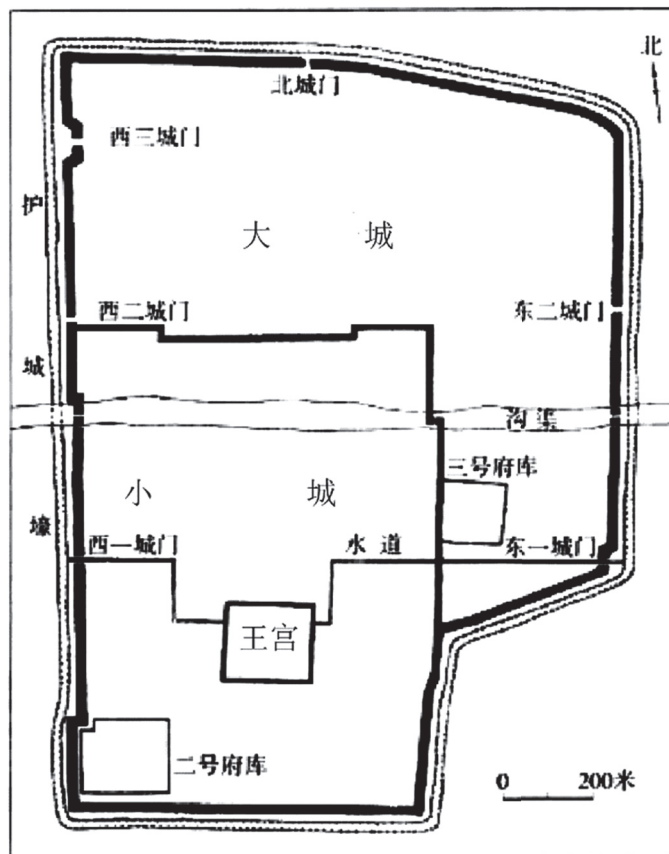 北
北城门
西三城门
护
城
壕
大 城
西二城门
东二城门
沟渠
三号府库
小 城
西一城门
水道
东一城门
王宫
二号府库
0 200米